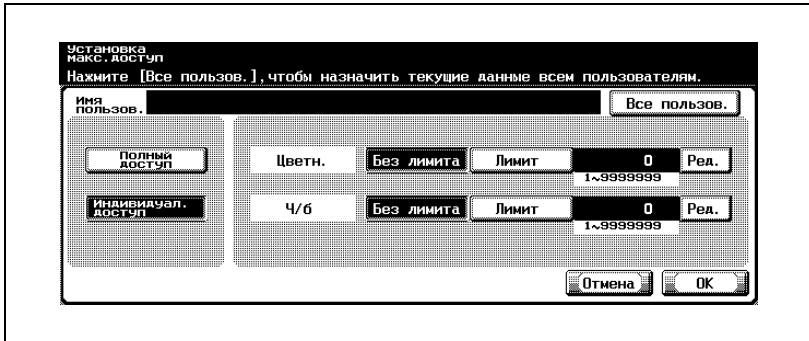 Установка
макс.доступ
Нажмите [Все пользов.],чтобы назначить текущие данные всем пользователям.
Имя
пользов.
Все пользов.
Полный
доступ
Цветн. Без лимита Лимит 0 Ред.
1~9999999
Индивидуал.
доступ
Ч/б Без лимита Лимит 0 Ред.
1~9999999
Отмена OK